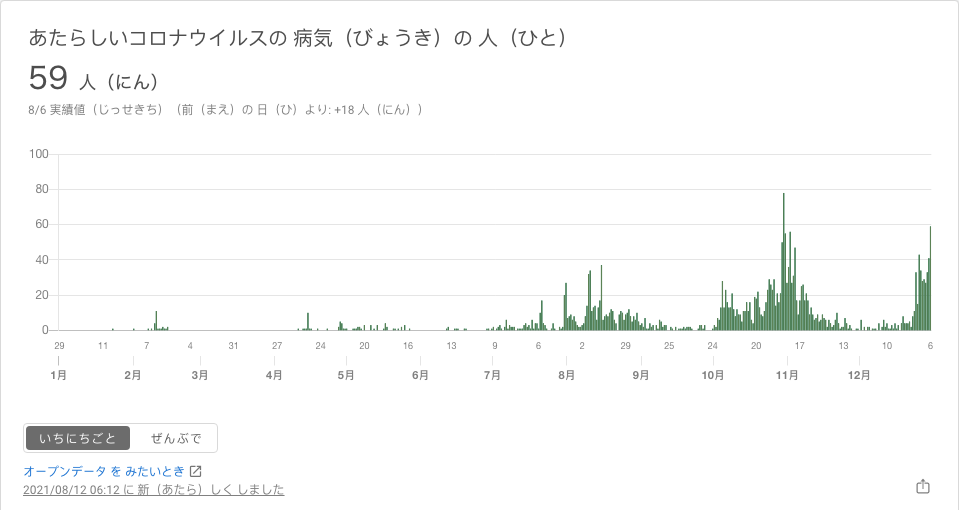 あたらしいコロナウイルスの 病気（びょうき）の 人（ひと）
59 人（にん）
8/6 実績値（じっせきち）（前（まえ）の 日（ひ）より: +18 人（にん））
100
80
60
40
20
0
29 11 7 4 31 27 24 20 16 13 9 6 2 29 25 24 20 17 13 10 6
1月 2月 3月 4月 5月 6月 7月 8月 9月 10月 11月 12月
いちにちごと ぜんぶで
オープンデータ を みたいとき
2021/08/12 06:12 に 新（あたら）しく しました